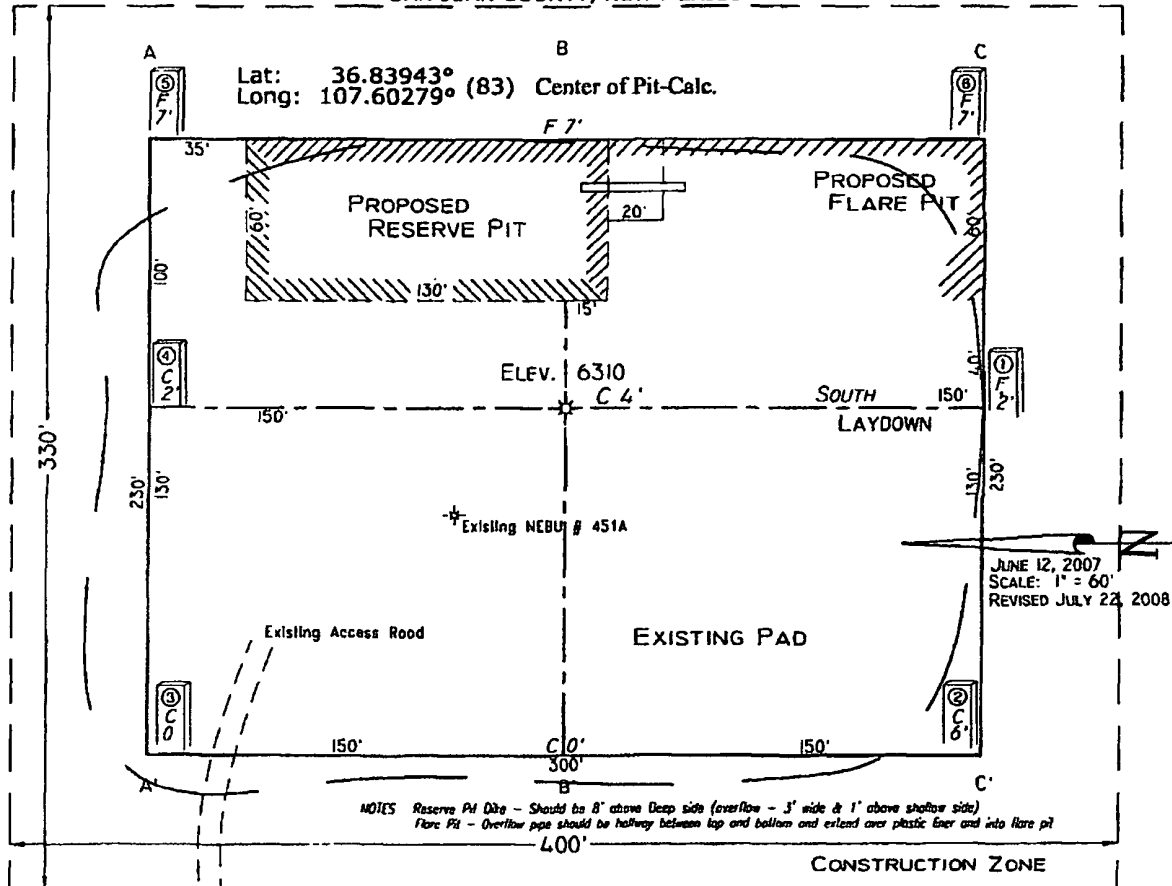 A
B
C
Lat: 36.83943°
Long: 107.60279° (83) Center of Pit-Calc.
⑤
F
7'
⑥
F
7'
F 7'
35'
PROPOSED
RESERVE PIT
60'
130'
20'
15'
PROPOSED
FLARE PIT
60'
100'
40'
④
C
2'
①
F
2'
ELEV. 6310
C 4'
SOUTH
LAYDOWN
150'
150'
330'
230'
130'
130'
230'
Existing NEBU # 451A
N
JUNE 12, 2007
SCALE: 1" = 60'
REVISED JULY 22, 2008
Existing Access Road
EXISTING PAD
③
C
0
②
C
6'
150'
C 0'
150'
300'
A'
B'
C'
NOTES Reserve Pit Dike - Should be 8' above Deep side (overflow - 3' wide & 1' above shallow side)
Flare Pit - Overflow pipe should be halfway between top and bottom and extend over plastic liner and into flare pit
400'
CONSTRUCTION ZONE